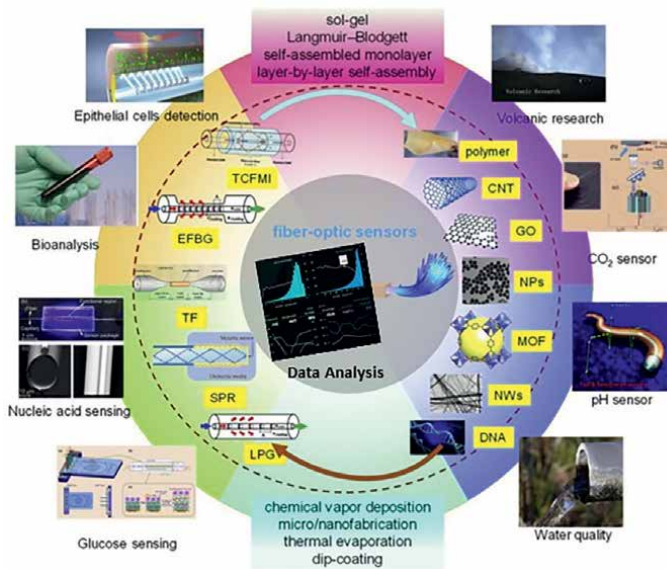 sol-gel
Langmuir–Blodgett
self-assembled monolayer
layer-by-layer self-assembly
Epithelial cells detection
Volcanic Research
Volcanic research
TCFMI
polymer
CNT
Bioanalysis
EFBG
GO
fiber-optic sensors
CO₂ sensor
NPs
TF
MOF
Data Analysis
Nucleic acid sensing
SPR
NWs
pH sensor
LPG
DNA
Glucose sensing
chemical vapor deposition
micro/nanofabrication
thermal evaporation
dip-coating
Water quality